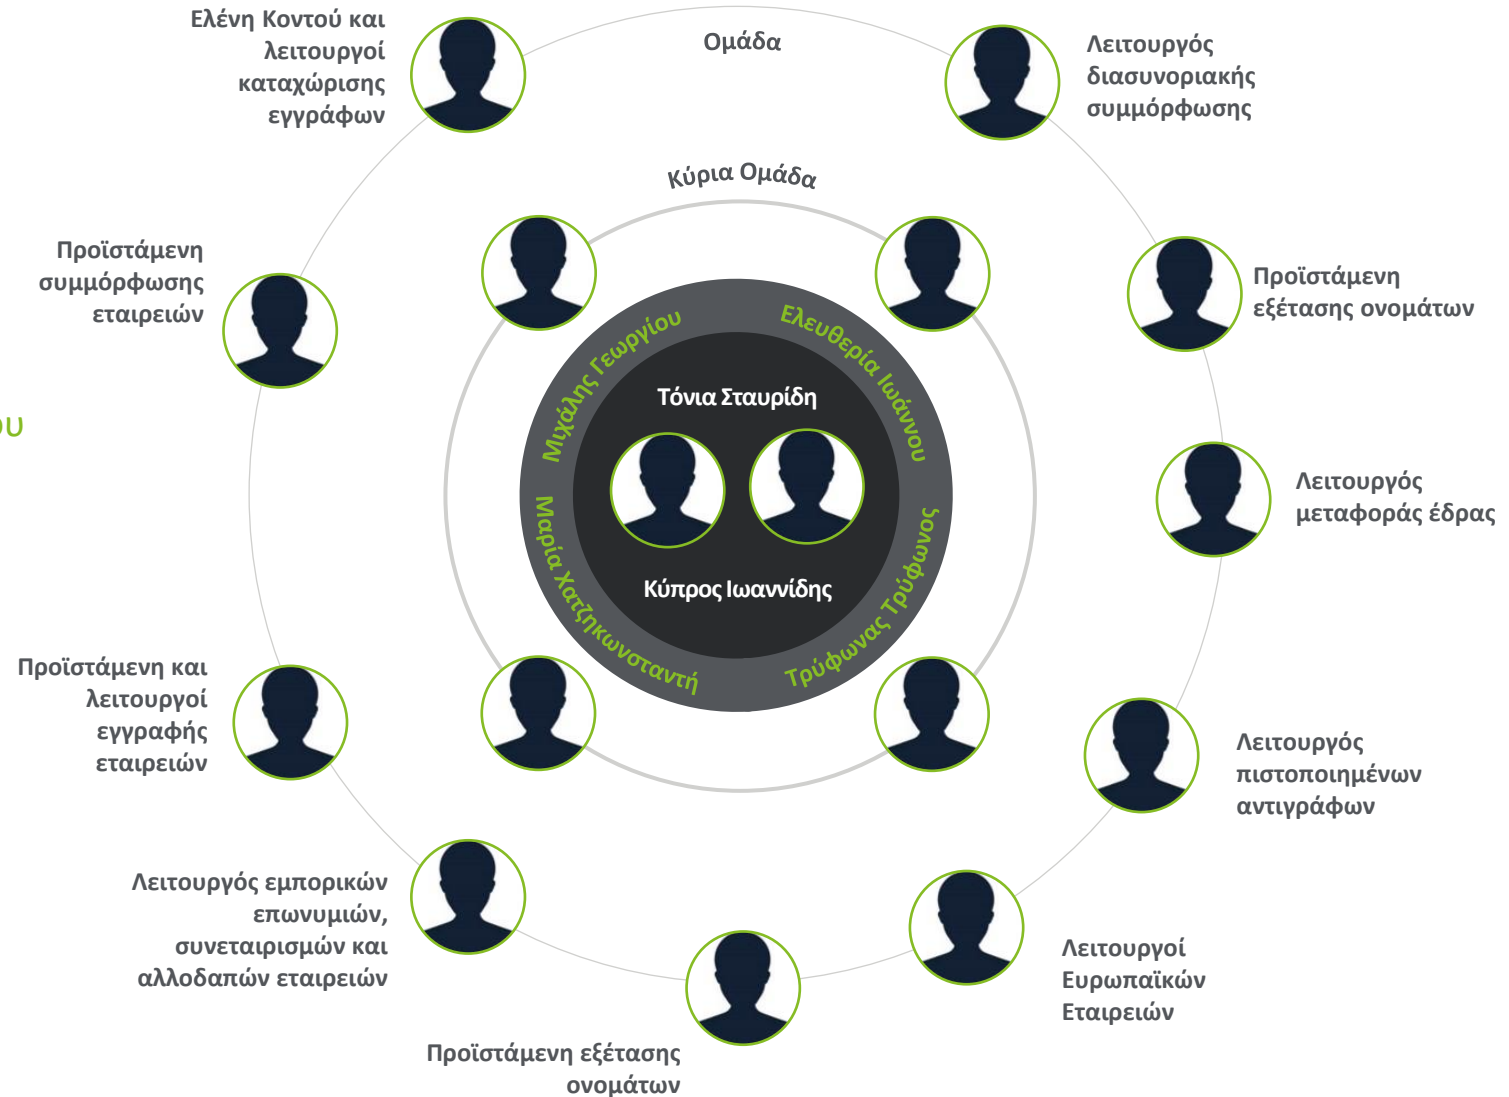 Ελένη Κοντού και
λειτουργοί
καταχώρισης
εγγράφων
Ομάδα
Λειτουργός
διασυνοριακής
συμμόρφωσης
Κύρια Ομάδα
Προϊστάμενη
συμμόρφωσης
εταιρειών
Προϊστάμενη
εξέτασης ονομάτων
Μιχάλης Γεωργίου
Ελευθερία Ιωάννου
Τόνια Σταυρίδη
Λειτουργός
μεταφοράς έδρας
Κύπρος Ιωαννίδης
Μαρία Χατζηκωνσταντή
Τρύφωνας Τρύφωνος
Προϊστάμενη και
λειτουργοί
εγγραφής
εταιρειών
Λειτουργός
πιστοποιημένων
αντιγράφων
Λειτουργός εμπορικών
επωνυμιών,
συνεταιρισμών και
αλλοδαπών εταιρειών
Λειτουργοί
Ευρωπαϊκών
Εταιρειών
Προϊστάμενη εξέτασης
ονομάτων